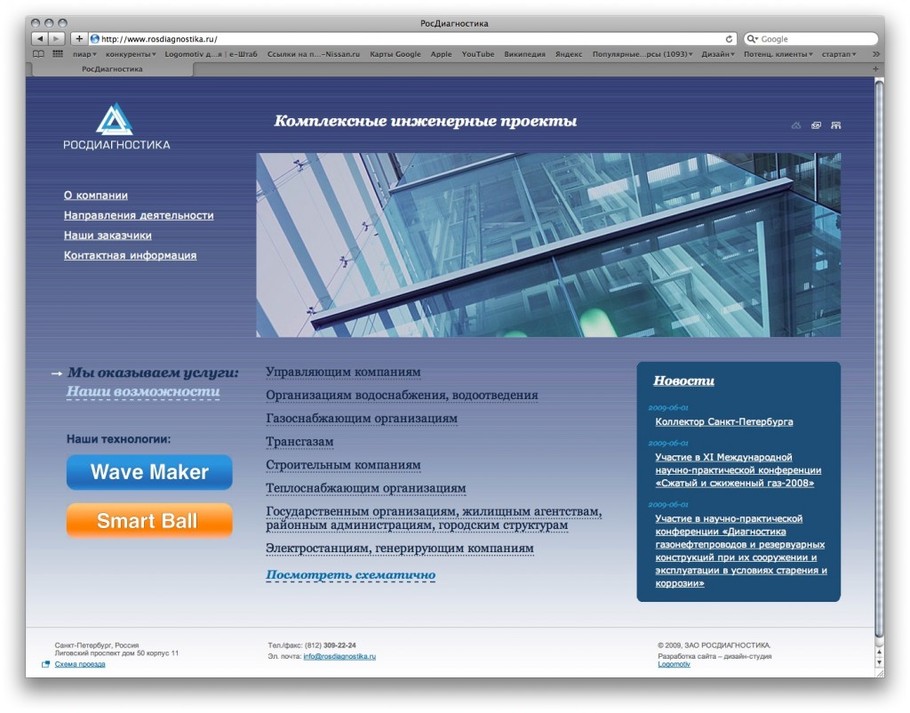 РосДиагностика
http://www.rosdiagnostika.ru/
Google
пиар конкуренты Logomotiv д...я | е-Штаб Ссылки на п...-Nissan.ru Карты Google Apple YouTube Википедия Яндекс Популярные...рсы (1093) Дизайн Потенц. клиенты стартап
РосДиагностика
РОСДИАГНОСТИКА
Комплексные инженерные проекты
О компании
Направления деятельности
Наши заказчики
Контактная информация
→ Мы оказываем услуги:
Наши возможности
Наши технологии:
Wave Maker
Smart Ball
Управляющим компаниям
Организации водоснабжения, водоотведения
Газоснабжающим организациям
Трансгазам
Строительным компаниям
Теплоснабжающим организациям
Государственным организациям, жилищным агентствам,
районным администрациям, городским структурам
Электростанциям, генерирующим компаниям
Посмотреть схематично
Новости
2009-06-01
Коллектор Санкт-Петербурга
2009-06-01
Участие в XI Международной
научно-практической конференции
«Сжатый и сжиженный газ-2008»
2009-06-01
Участие в научно-практической
конференции «Диагностика
газонефтепроводов и резервуарных
конструкций при их сооружении и
эксплуатации в условиях старения и
коррозии»
Санкт-Петербург, Россия
Лиговский проспект дом 50 корпус 11
Схема проезда
Тел./факс: (812) 309-22-24
Эл. почта: info@rosdiagnostika.ru
© 2009, ЗАО РОСДИАГНОСТИКА.
Разработка сайта – дизайн-студия
Logomotiv